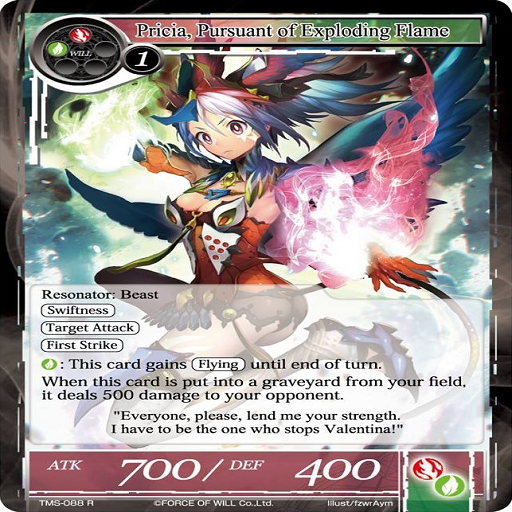 Pricia, Pursuant of Exploding Flame
WILL
1
Resonator: Beast
Swiftness
Target Attack
First Strike
: This card gains Flying until end of turn.
When this card is put into a graveyard from your field,
it deals 500 damage to your opponent.
"Everyone, please, lend me your strength.
I have to be the one who stops Valentina!"
ATK 700 / DEF 400
TMS-088 R ©FORCE OF WILL Co.,Ltd. Illust/fzwrAym